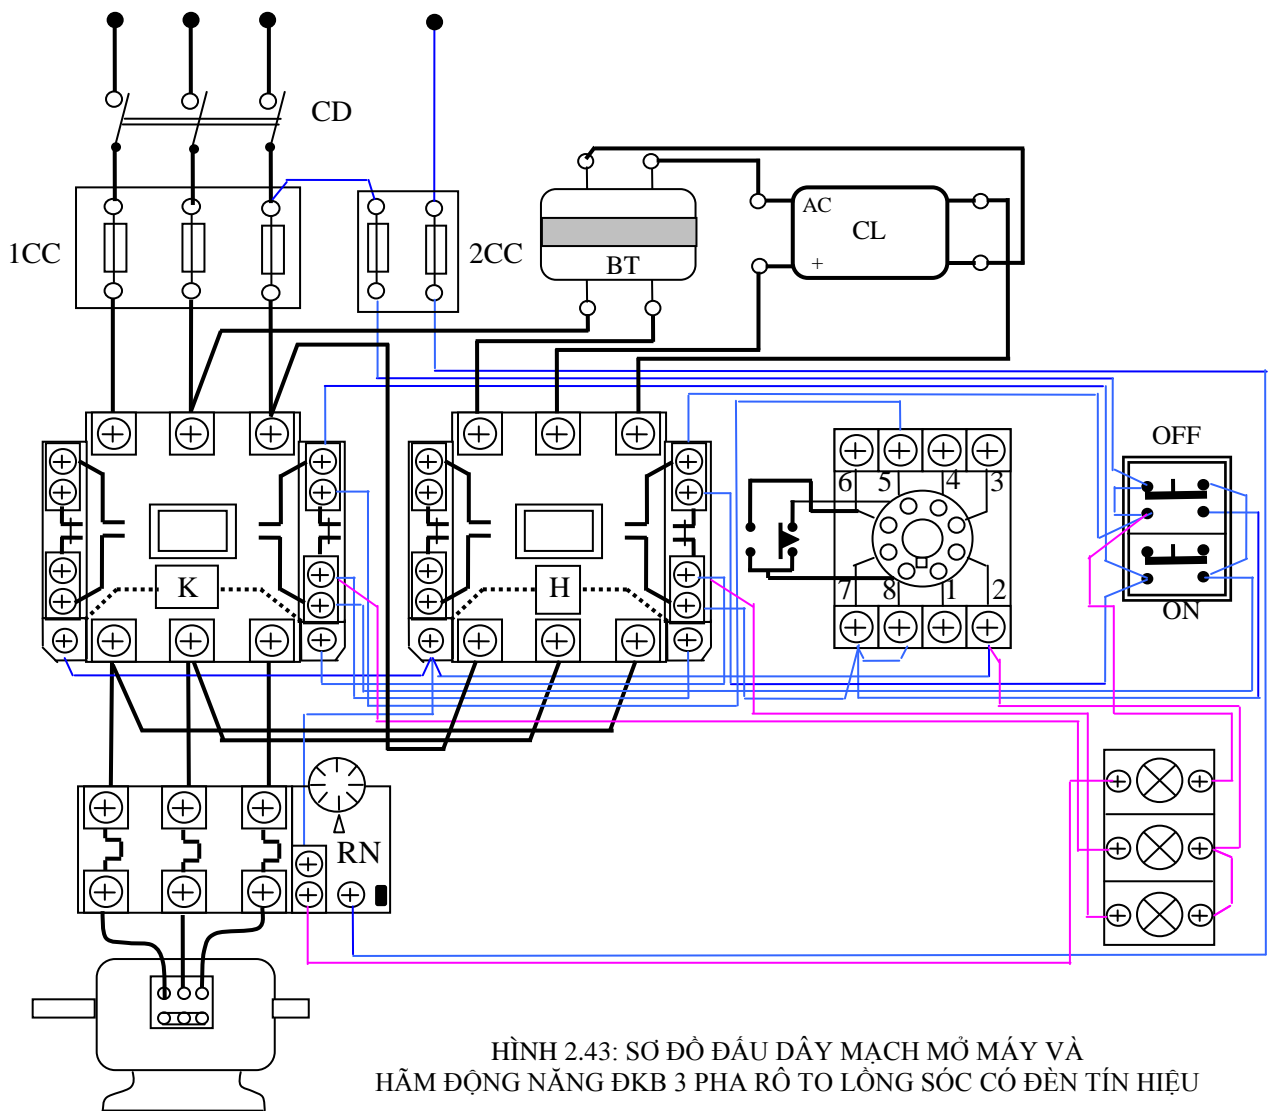 CD
1CC
2CC
BT
AC
CL
+
K
H
6
5
4
3
7
8
1
2
OFF
ON
RN
HÌNH 2.43: SƠ ĐỒ ĐẤU DÂY MẠCH MỞ MÁY VÀ
HÃM ĐỘNG NĂNG ĐKB 3 PHA RÔ TO LỒNG SÓC CÓ ĐÈN TÍN HIỆU